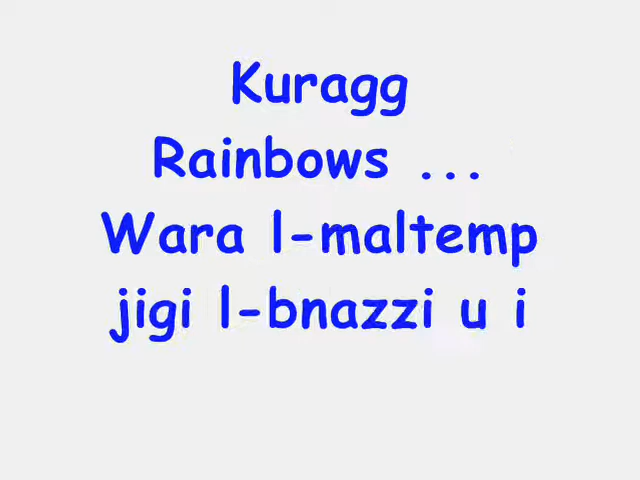 Kuragg
Rainbows ...
Wara l-maltemp
jigi l-bnazzi u i